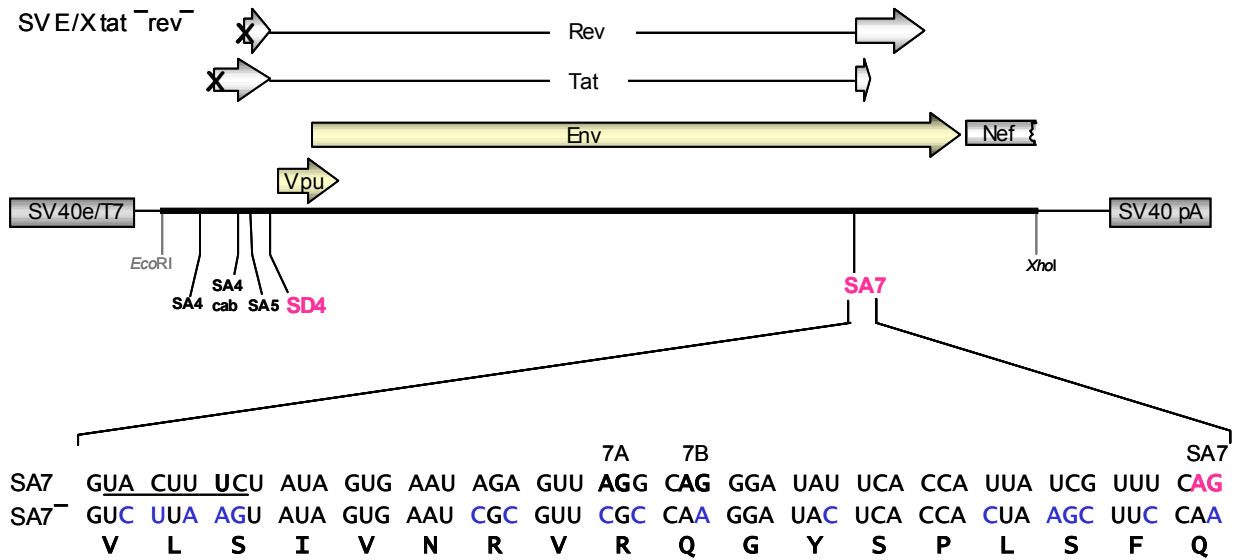 SV E/X tat ⁻rev⁻
X Rev
X Tat
Env Nef
Vpu
SV40e/T7 SV40 pA
EcoRI XhoI
SA4 SA4 cab SA5 SD4 SA7
7A 7B SA7
SA7 GUA CUU UCU AUA GUG AAU AGA GUU AGG CAG GGA UAU UCA CCA UUA UCG UUU CAG
SA7⁻ GUC UUA AGU AUA GUG AAU CGC GUU CGC CAA GGA UAC UCA CCA CUA AGC UUC CAA
V L S I V N R V R Q G Y S P L S F Q